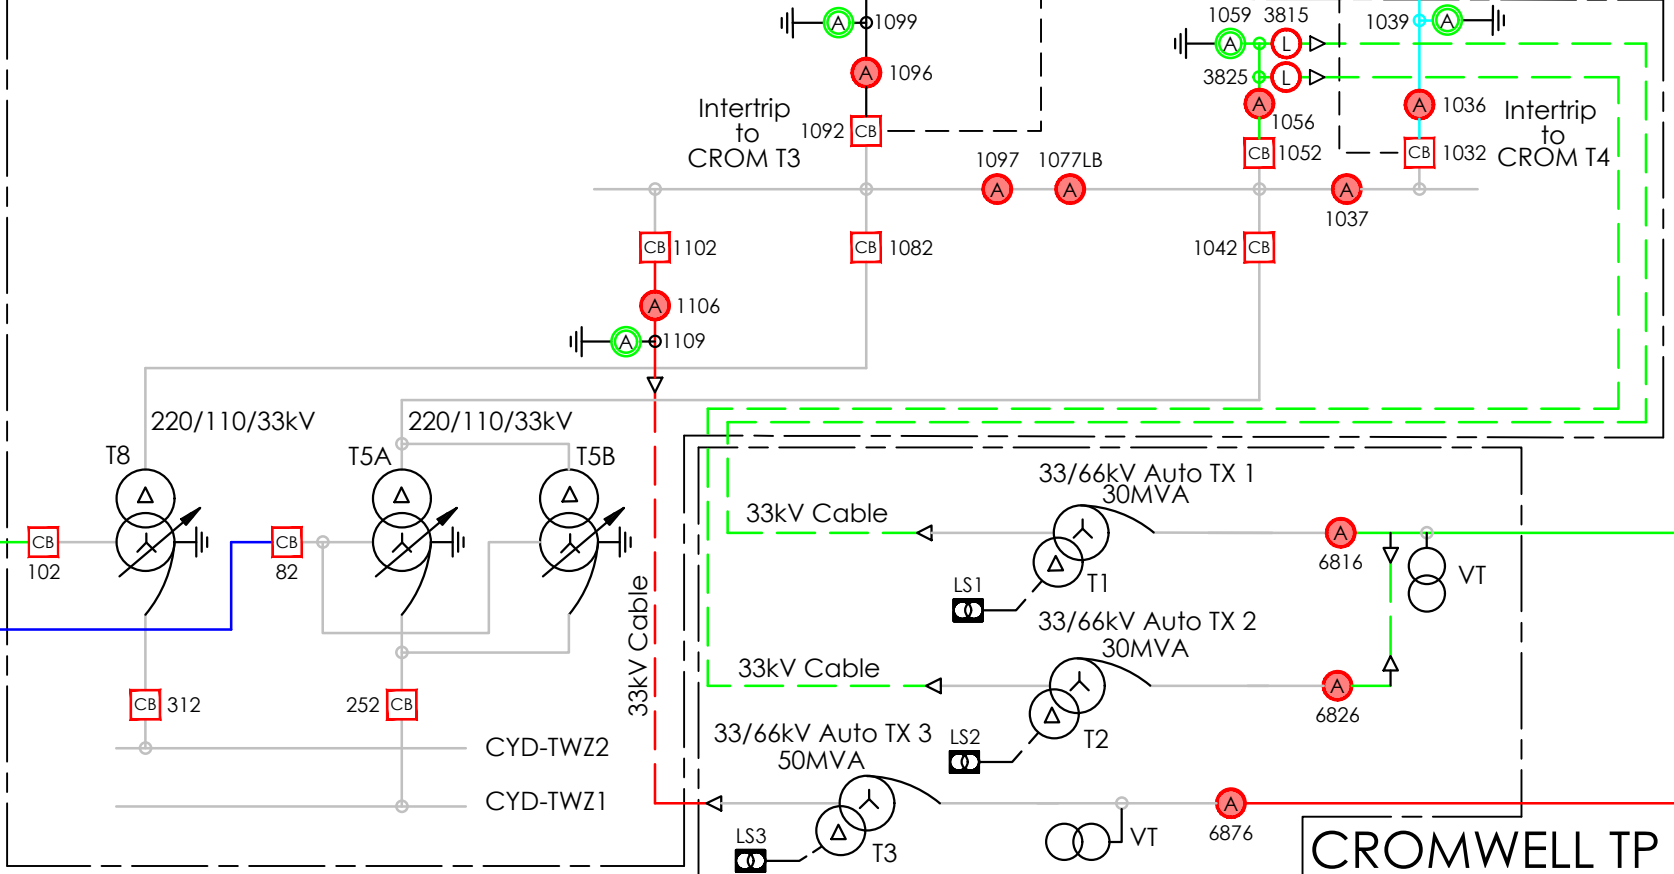 A
1099
1059
3815
A
L
1039
A
A
1096
3825
L
Intertrip
to
CROM T3
1092
CB
A
1056
A
1036
Intertrip
to
CROM T4
CB
1052
CB
1032
1097
1077LB
A
A
A
1037
CB
1102
CB
1082
1042
CB
A
1106
A
1109
220/110/33kV
220/110/33kV
T8
T5A
T5B
33/66kV Auto TX 1
30MVA
33kV Cable
CB
102
CB
82
A
6816
T1
VT
LS1
33kV Cable
33/66kV Auto TX 2
30MVA
33kV Cable
A
6826
CB
312
252
CB
T2
LS2
33/66kV Auto TX 3
50MVA
CYD-TWZ2
CYD-TWZ1
A
6876
LS3
T3
VT
CROMWELL TP